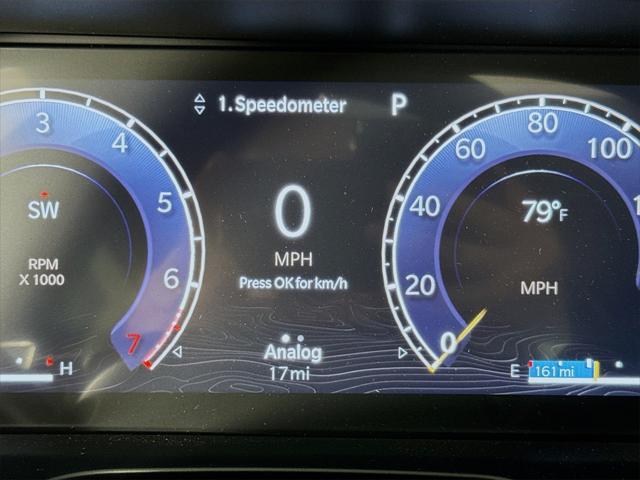 1.Speedometer
P
3
4
5
6
7
SW
RPM
X 1000
H
0
MPH
Press OK for km/h
Analog
17mi
0
20
40
60
80
100
79°F
MPH
E
161 mi